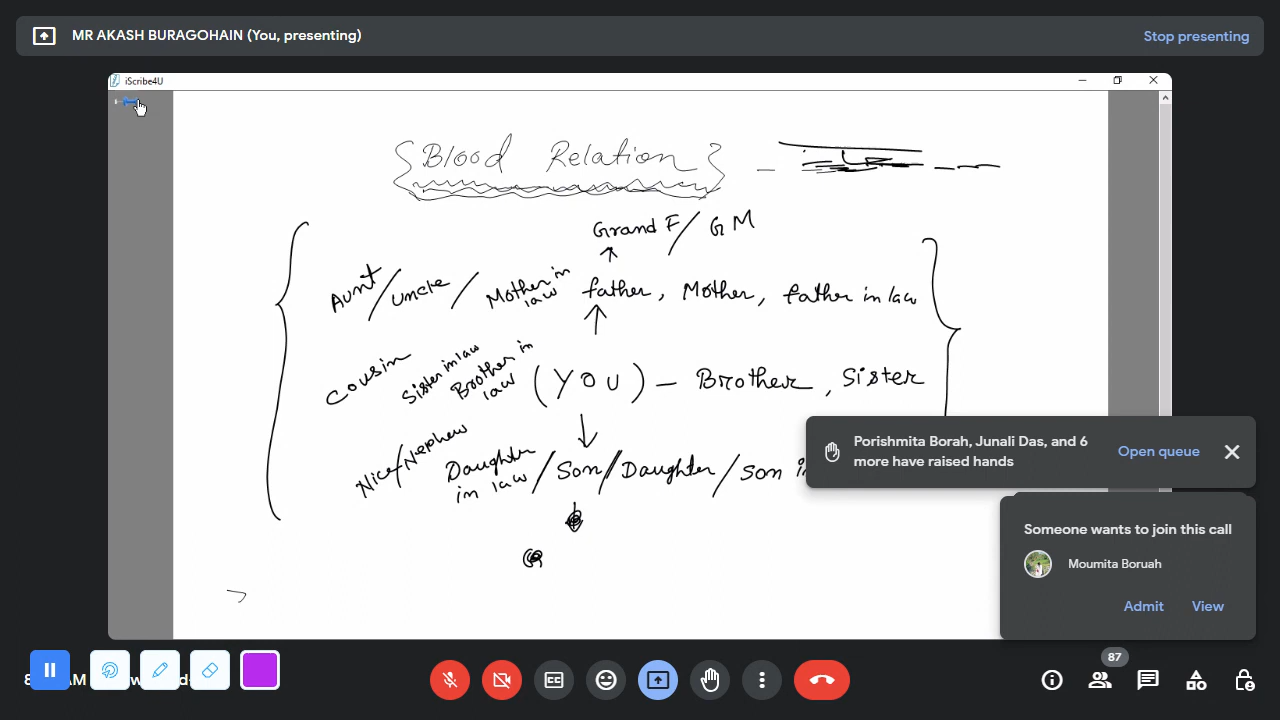 MR AKASH BURAGOHAIN (You, presenting)
Stop presenting
iScribe4U
{Blood Relation} -
Grand F / GM
Aunt / uncle / Mother in law father, Mother, father in law
Cousin Sister in law Brother in law (YOU) - Brother, Sister
Nice/Nephew Daughter in law / Son / Daughter / son
Porishmita Borah, Junali Das, and 6
more have raised hands
Open queue
Someone wants to join this call
Moumita Boruah
Admit View
87